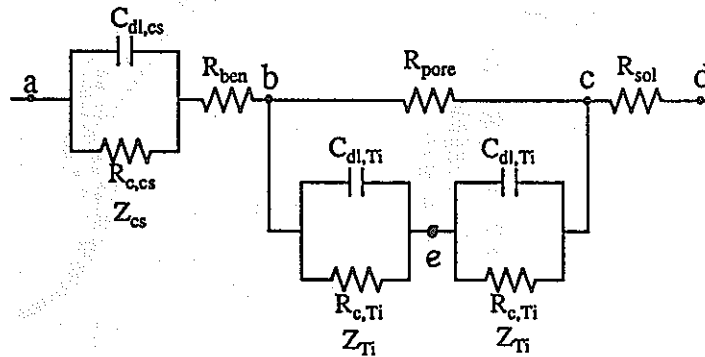 C_dl,cs
a
R_ben
b
R_pore
c
R_sol
d
R_c,cs
Z_cs
C_dl,Ti
C_dl,Ti
e
R_c,Ti
R_c,Ti
Z_Ti
Z_Ti